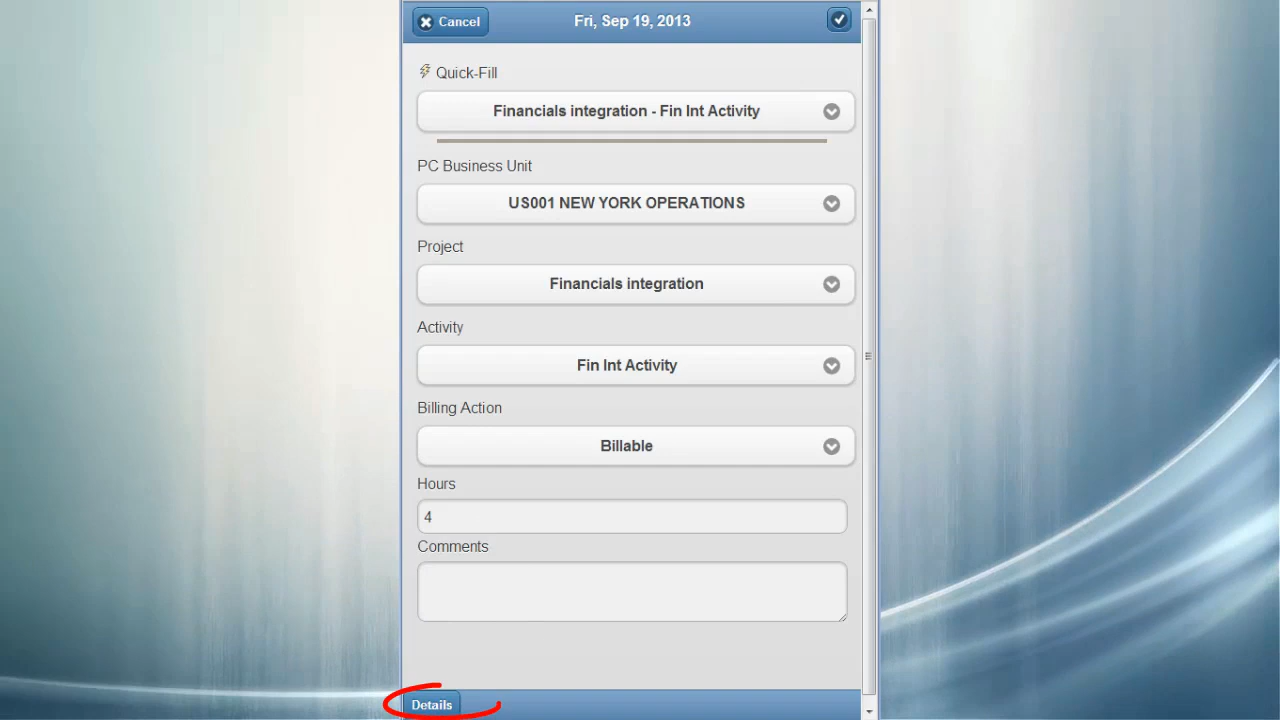 Cancel
Fri, Sep 19, 2013
Quick-Fill
Financials integration - Fin Int Activity
PC Business Unit
US001 NEW YORK OPERATIONS
Project
Financials integration
Activity
Fin Int Activity
Billing Action
Billable
Hours
4
Comments
Details